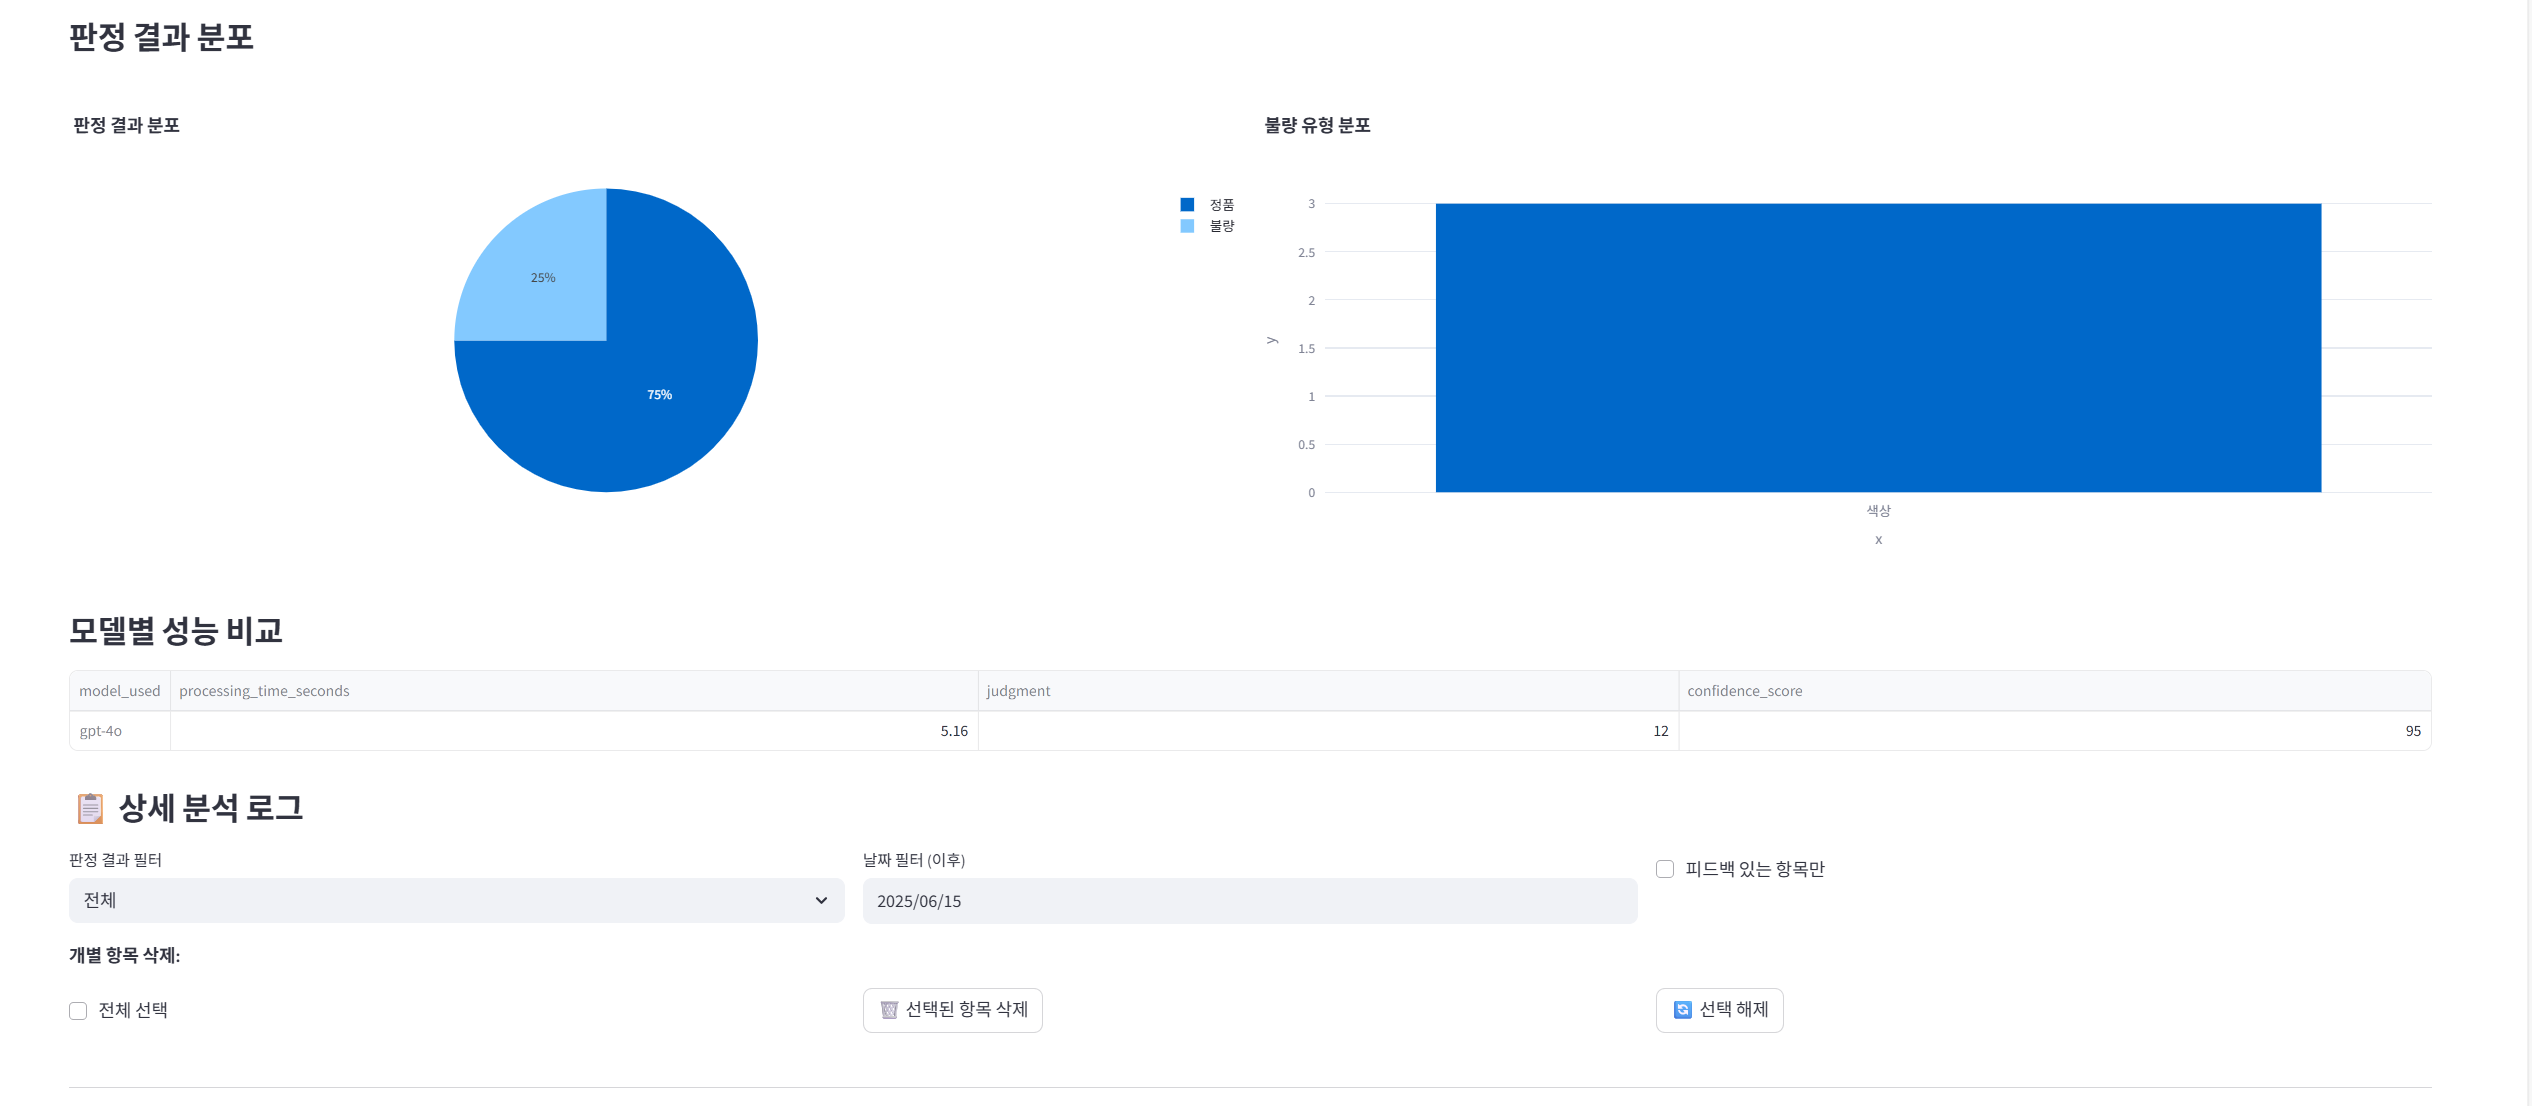 판정 결과 분포
판정 결과 분포
정품
불량
25%
75%
불량 유형 분포
3
2.5
2
1.5
1
0.5
0
y
색상
x
모델별 성능 비교
model_used processing_time_seconds judgment confidence_score
gpt-4o 5.16 12 95
📋 상세 분석 로그
판정 결과 필터
전체
날짜 필터 (이후)
2025/06/15
피드백 있는 항목만
개별 항목 삭제:
전체 선택
🗑️ 선택된 항목 삭제
🔄 선택 해제